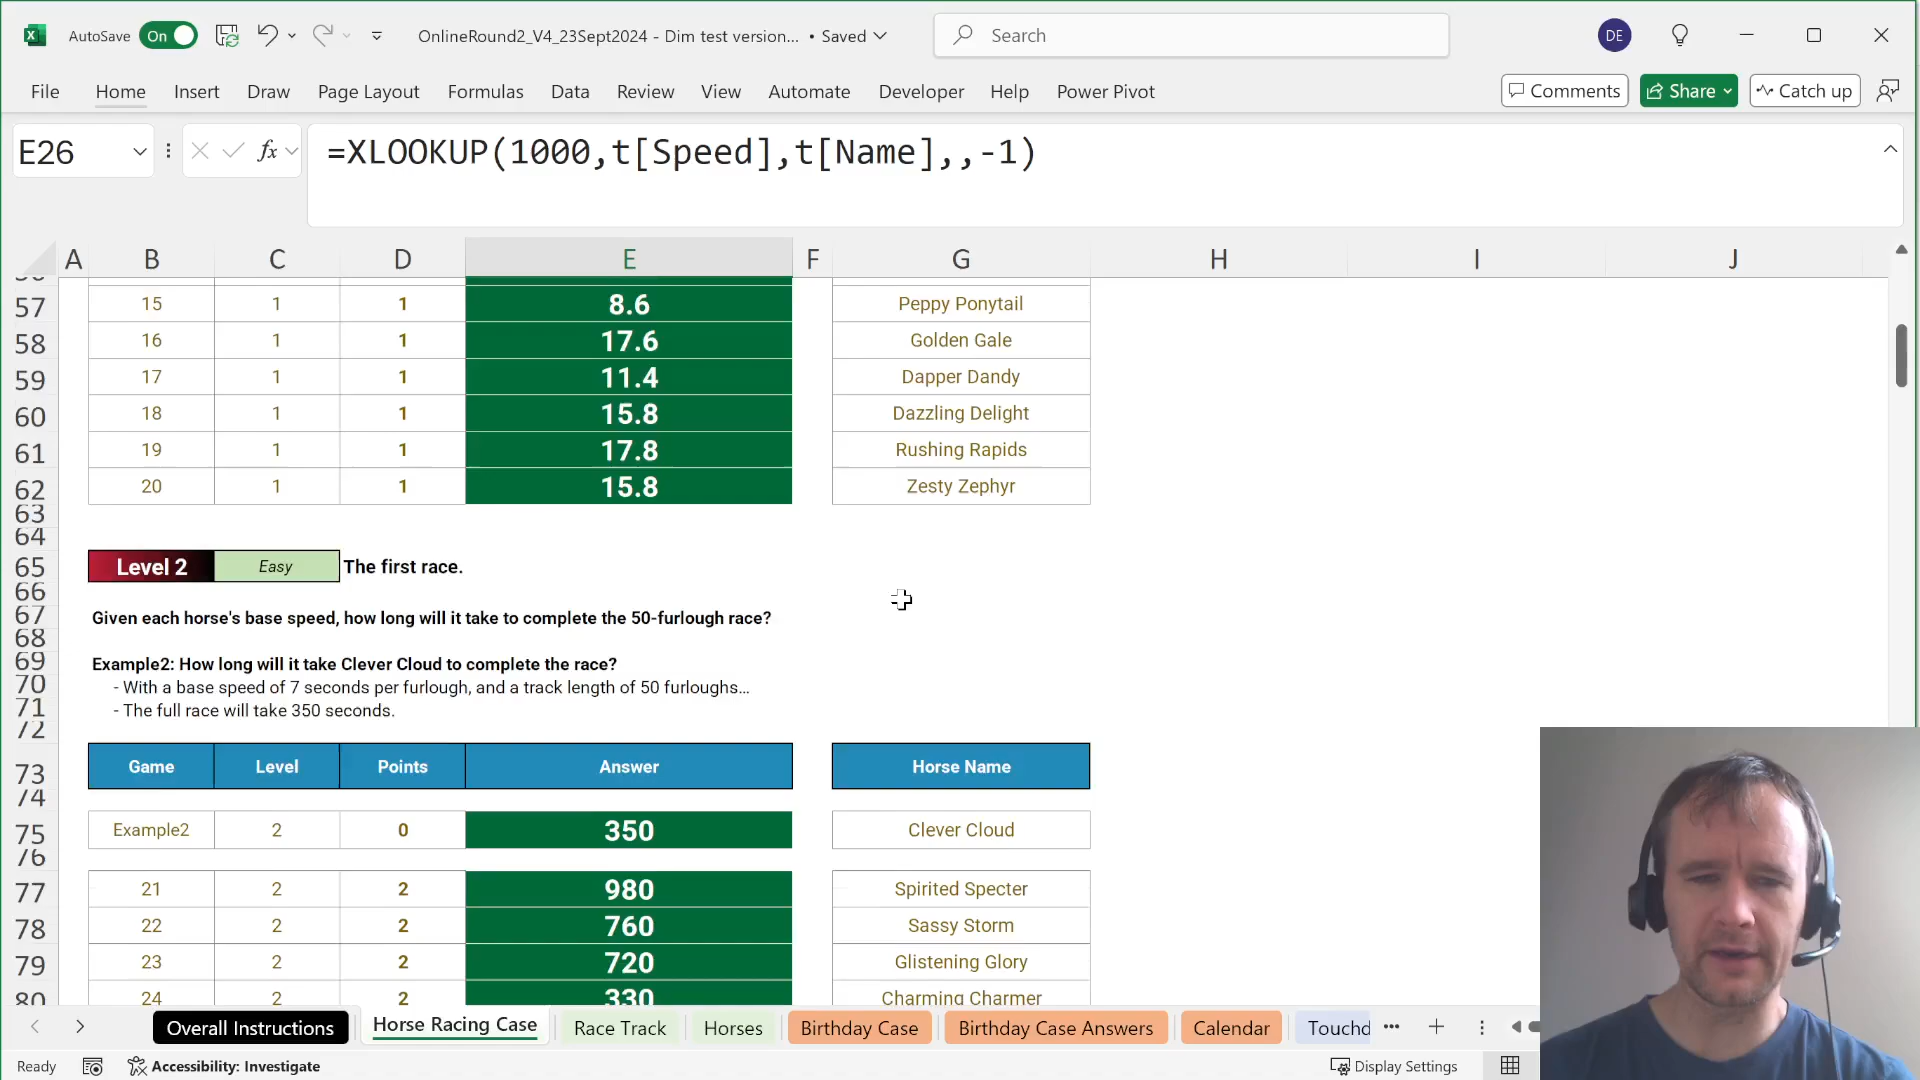 AutoSave On OnlineRound2_V4_23Sept2024 - Dim test version... • Saved Search DE
File Home Insert Draw Page Layout Formulas Data Review View Automate Developer Help Power Pivot Comments Share Catch up
E26 fx =XLOOKUP(1000,t[Speed],t[Name],,-1)
A B C D E F G H I J
57 15 1 1 8.6 Peppy Ponytail
58 16 1 1 17.6 Golden Gale
59 17 1 1 11.4 Dapper Dandy
60 18 1 1 15.8 Dazzling Delight
61 19 1 1 17.8 Rushing Rapids
62 20 1 1 15.8 Zesty Zephyr
63
64
65 Level 2 Easy The first race.
66
67 Given each horse's base speed, how long will it take to complete the 50-furlough race?
68
69 Example2: How long will it take Clever Cloud to complete the race?
70 - With a base speed of 7 seconds per furlough, and a track length of 50 furloughs...
71 - The full race will take 350 seconds.
72
73 Game Level Points Answer Horse Name
74
75 Example2 2 0 350 Clever Cloud
76
77 21 2 2 980 Spirited Specter
78 22 2 2 760 Sassy Storm
79 23 2 2 720 Glistening Glory
80 24 2 2 330 Charming Charmer
Overall Instructions Horse Racing Case Race Track Horses Birthday Case Birthday Case Answers Calendar Touchd
Ready Accessibility: Investigate Display Settings